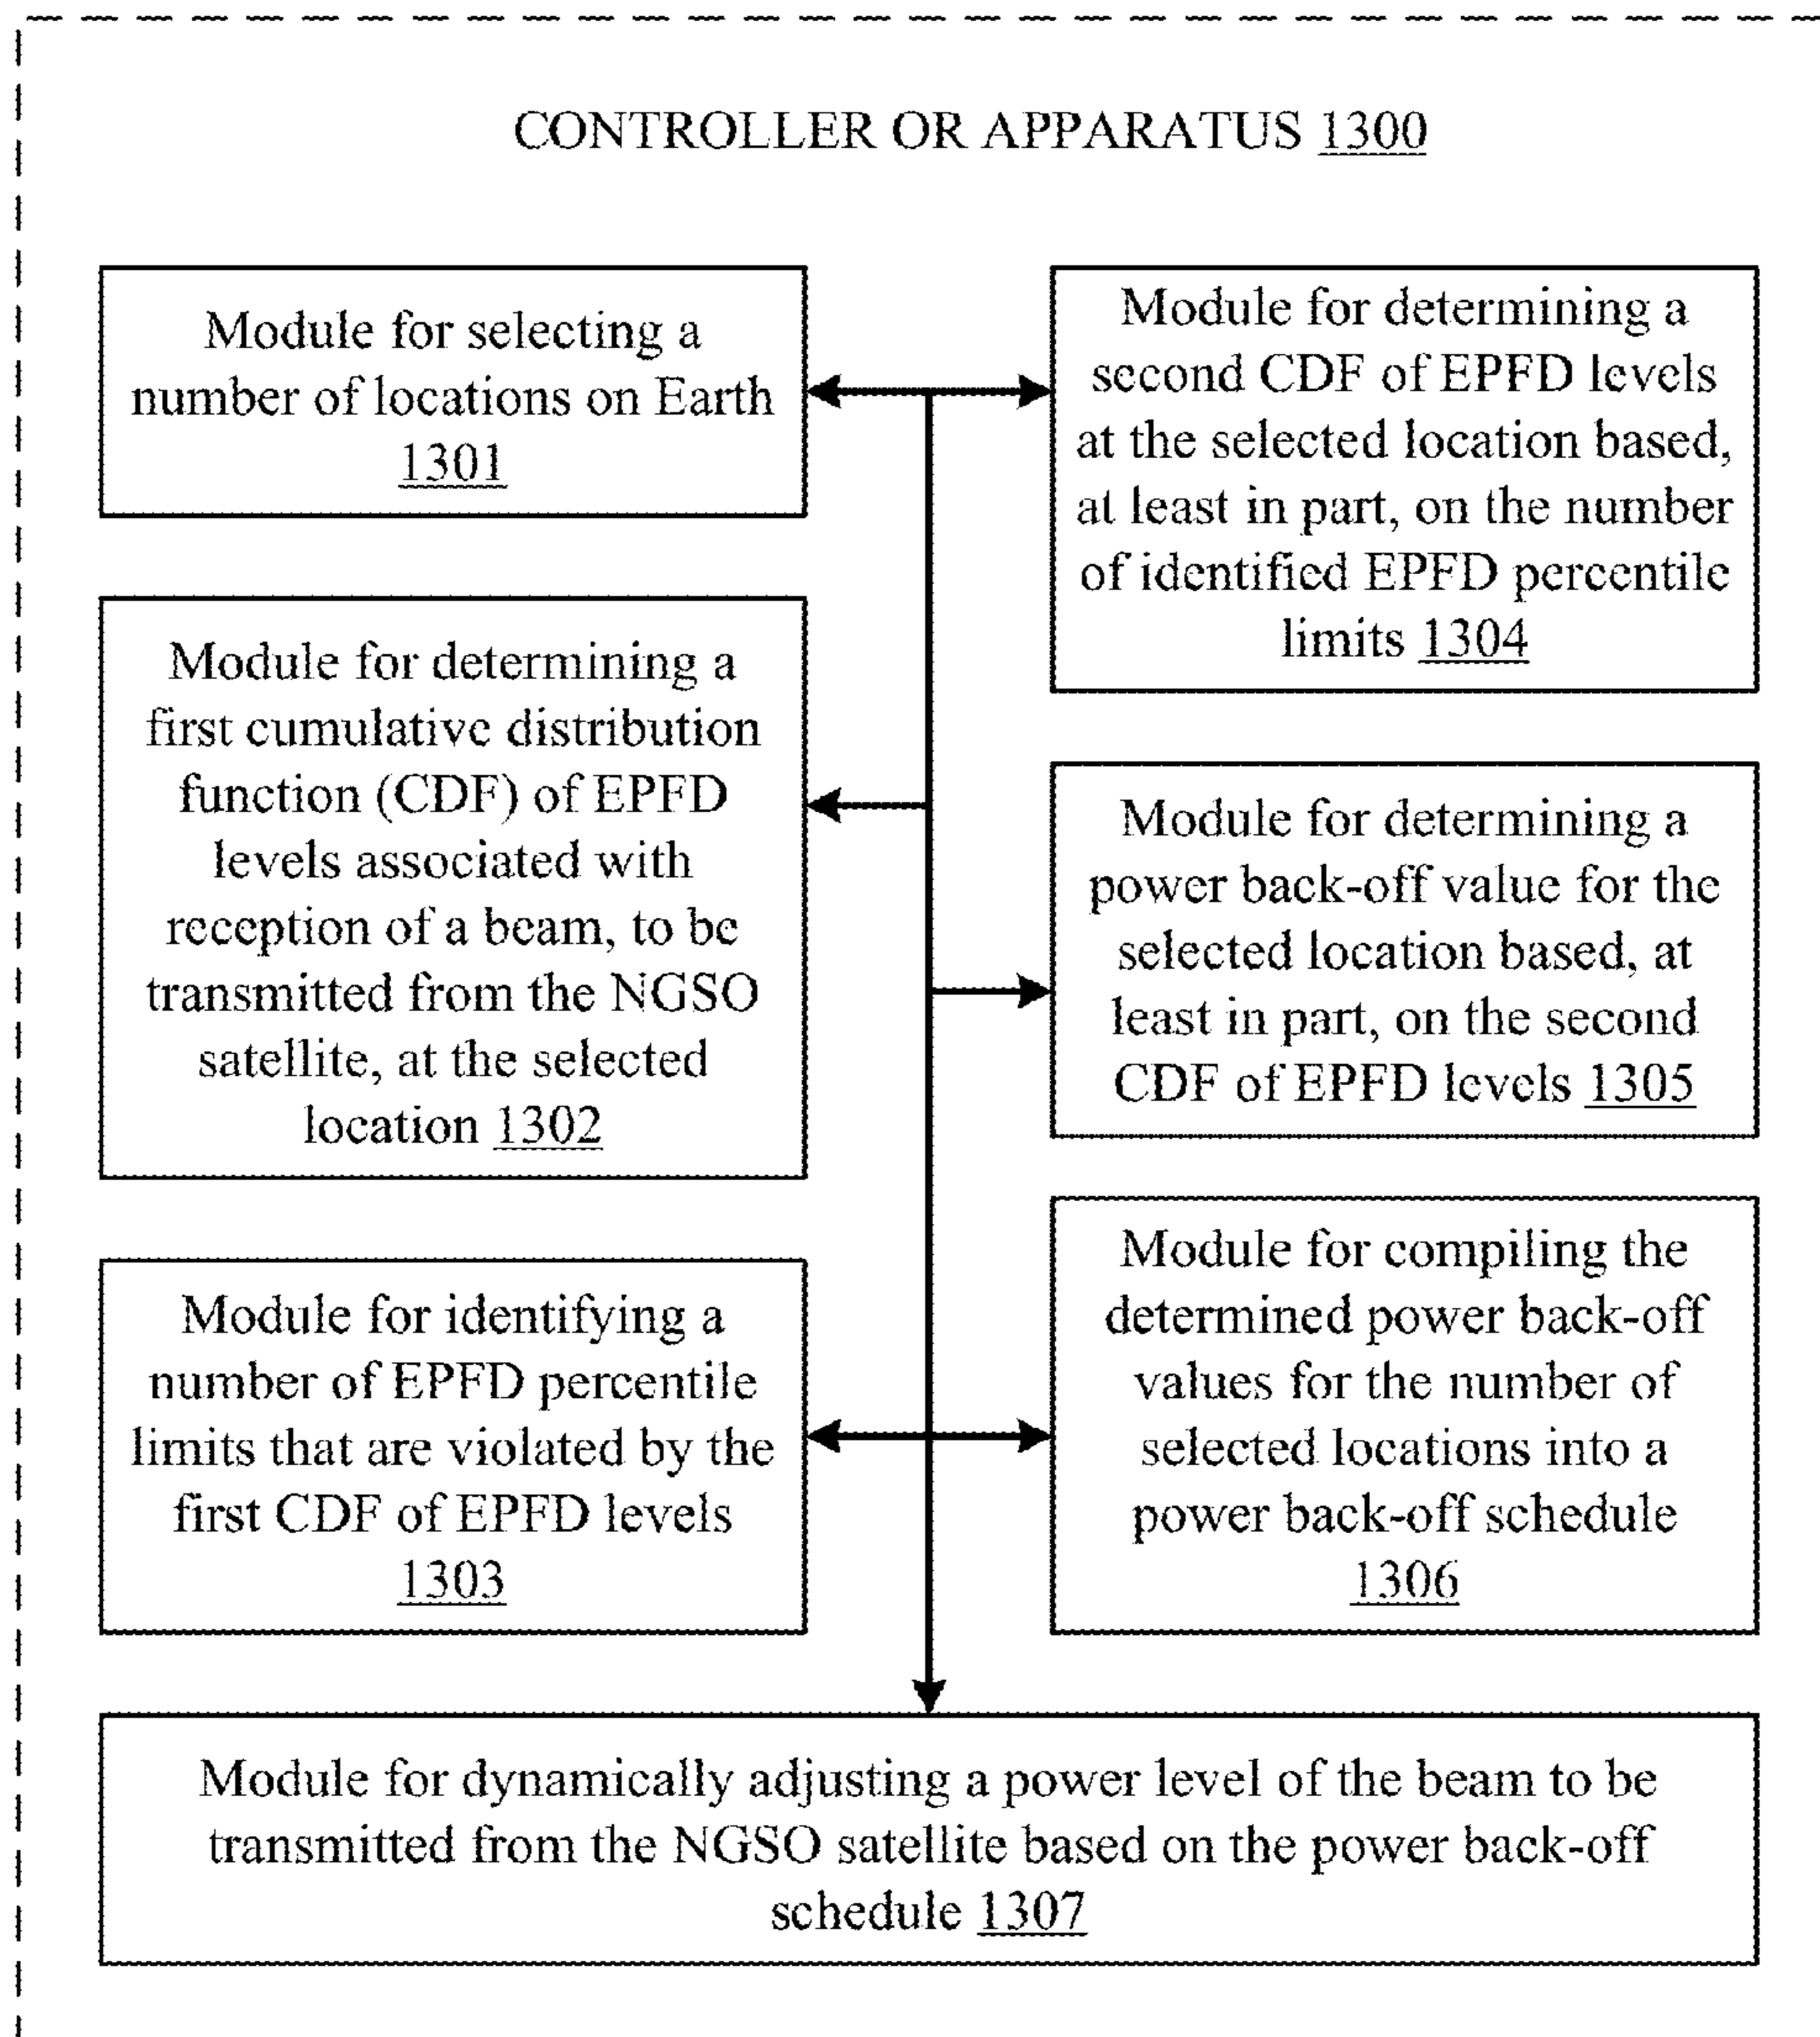 CONTROLLER OR APPARATUS 1300
Module for selecting a
number of locations on Earth
1301
Module for determining a
first cumulative distribution
function (CDF) of EPFD
levels associated with
reception of a beam, to be
transmitted from the NGSO
satellite, at the selected
location 1302
Module for identifying a
number of EPFD percentile
limits that are violated by the
first CDF of EPFD levels
1303
Module for determining a
second CDF of EPFD levels
at the selected location based,
at least in part, on the number
of identified EPFD percentile
limits 1304
Module for determining a
power back-off value for the
selected location based, at
least in part, on the second
CDF of EPFD levels 1305
Module for compiling the
determined power back-off
values for the number of
selected locations into a
power back-off schedule
1306
Module for dynamically adjusting a power level of the beam to be
transmitted from the NGSO satellite based on the power back-off
schedule 1307